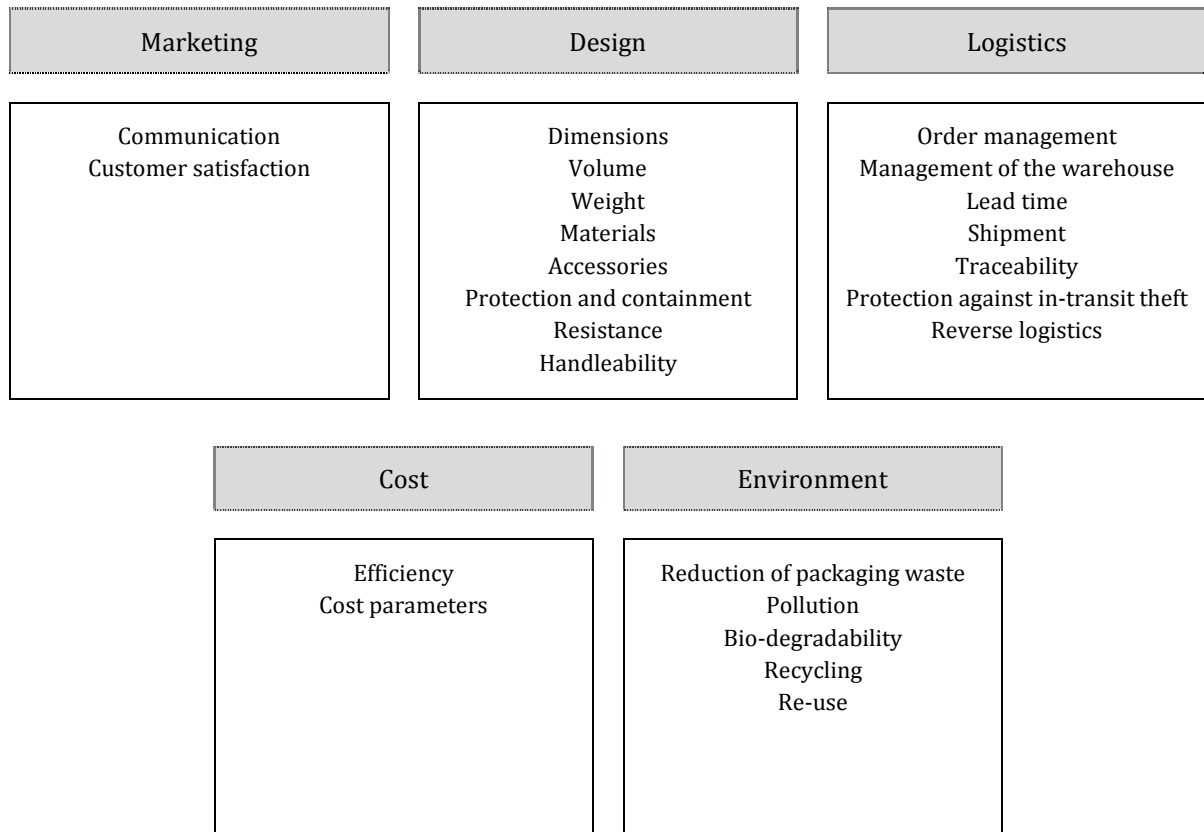 Marketing
Communication
Customer satisfaction
Design
Dimensions
Volume
Weight
Materials
Accessories
Protection and containment
Resistance
Handleability
Logistics
Order management
Management of the warehouse
Lead time
Shipment
Traceability
Protection against in-transit theft
Reverse logistics
Cost
Efficiency
Cost parameters
Environment
Reduction of packaging waste
Pollution
Bio-degradability
Recycling
Re-use